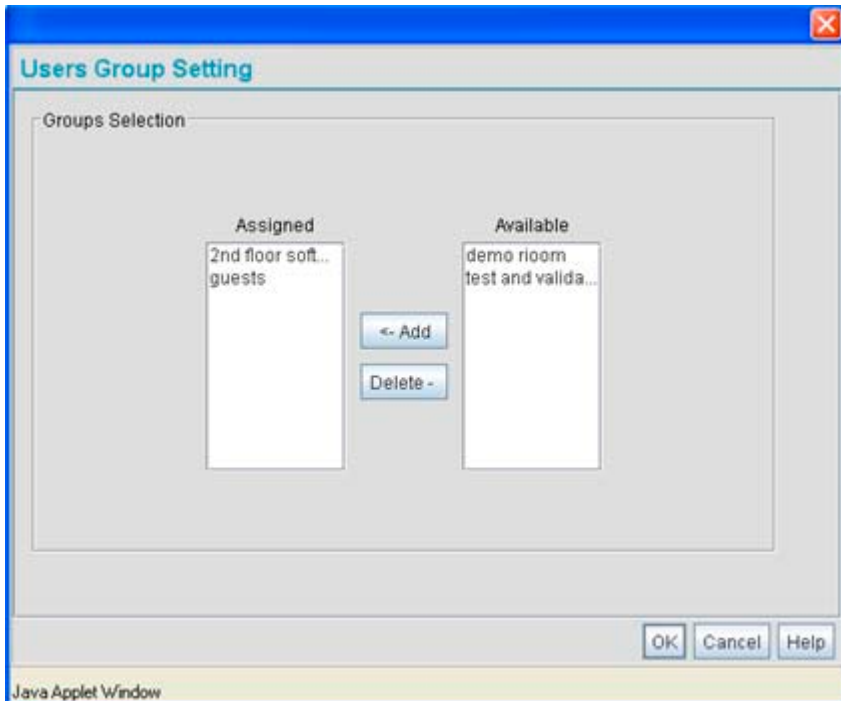 Users Group Setting
Groups Selection
Assigned
2nd floor soft...
guests
<- Add
Delete -
Available
demo rioom
test and valida...
OK Cancel Help
Java Applet Window